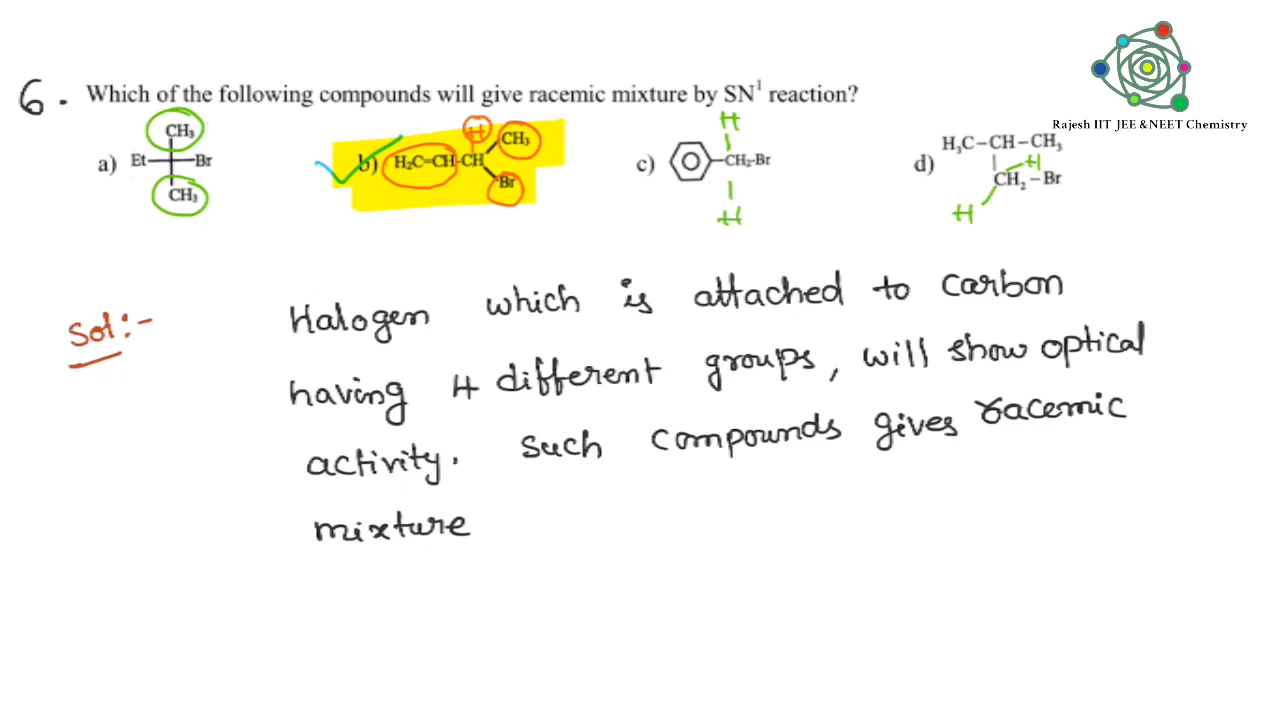 Rajesh IIT JEE &NEET Chemistry
6. Which of the following compounds will give racemic mixture by SN¹ reaction?
a) CH₃ Et Br CH₃
b) H₂C=CH-CH H CH₃ Br
c) CH₂-Br H H
d) H₃C-CH-CH₃ CH₂-Br H H
Sol:-
Halogen which is attached to carbon
having 4 different groups, will show optical
activity. Such compounds gives racemic
mixture